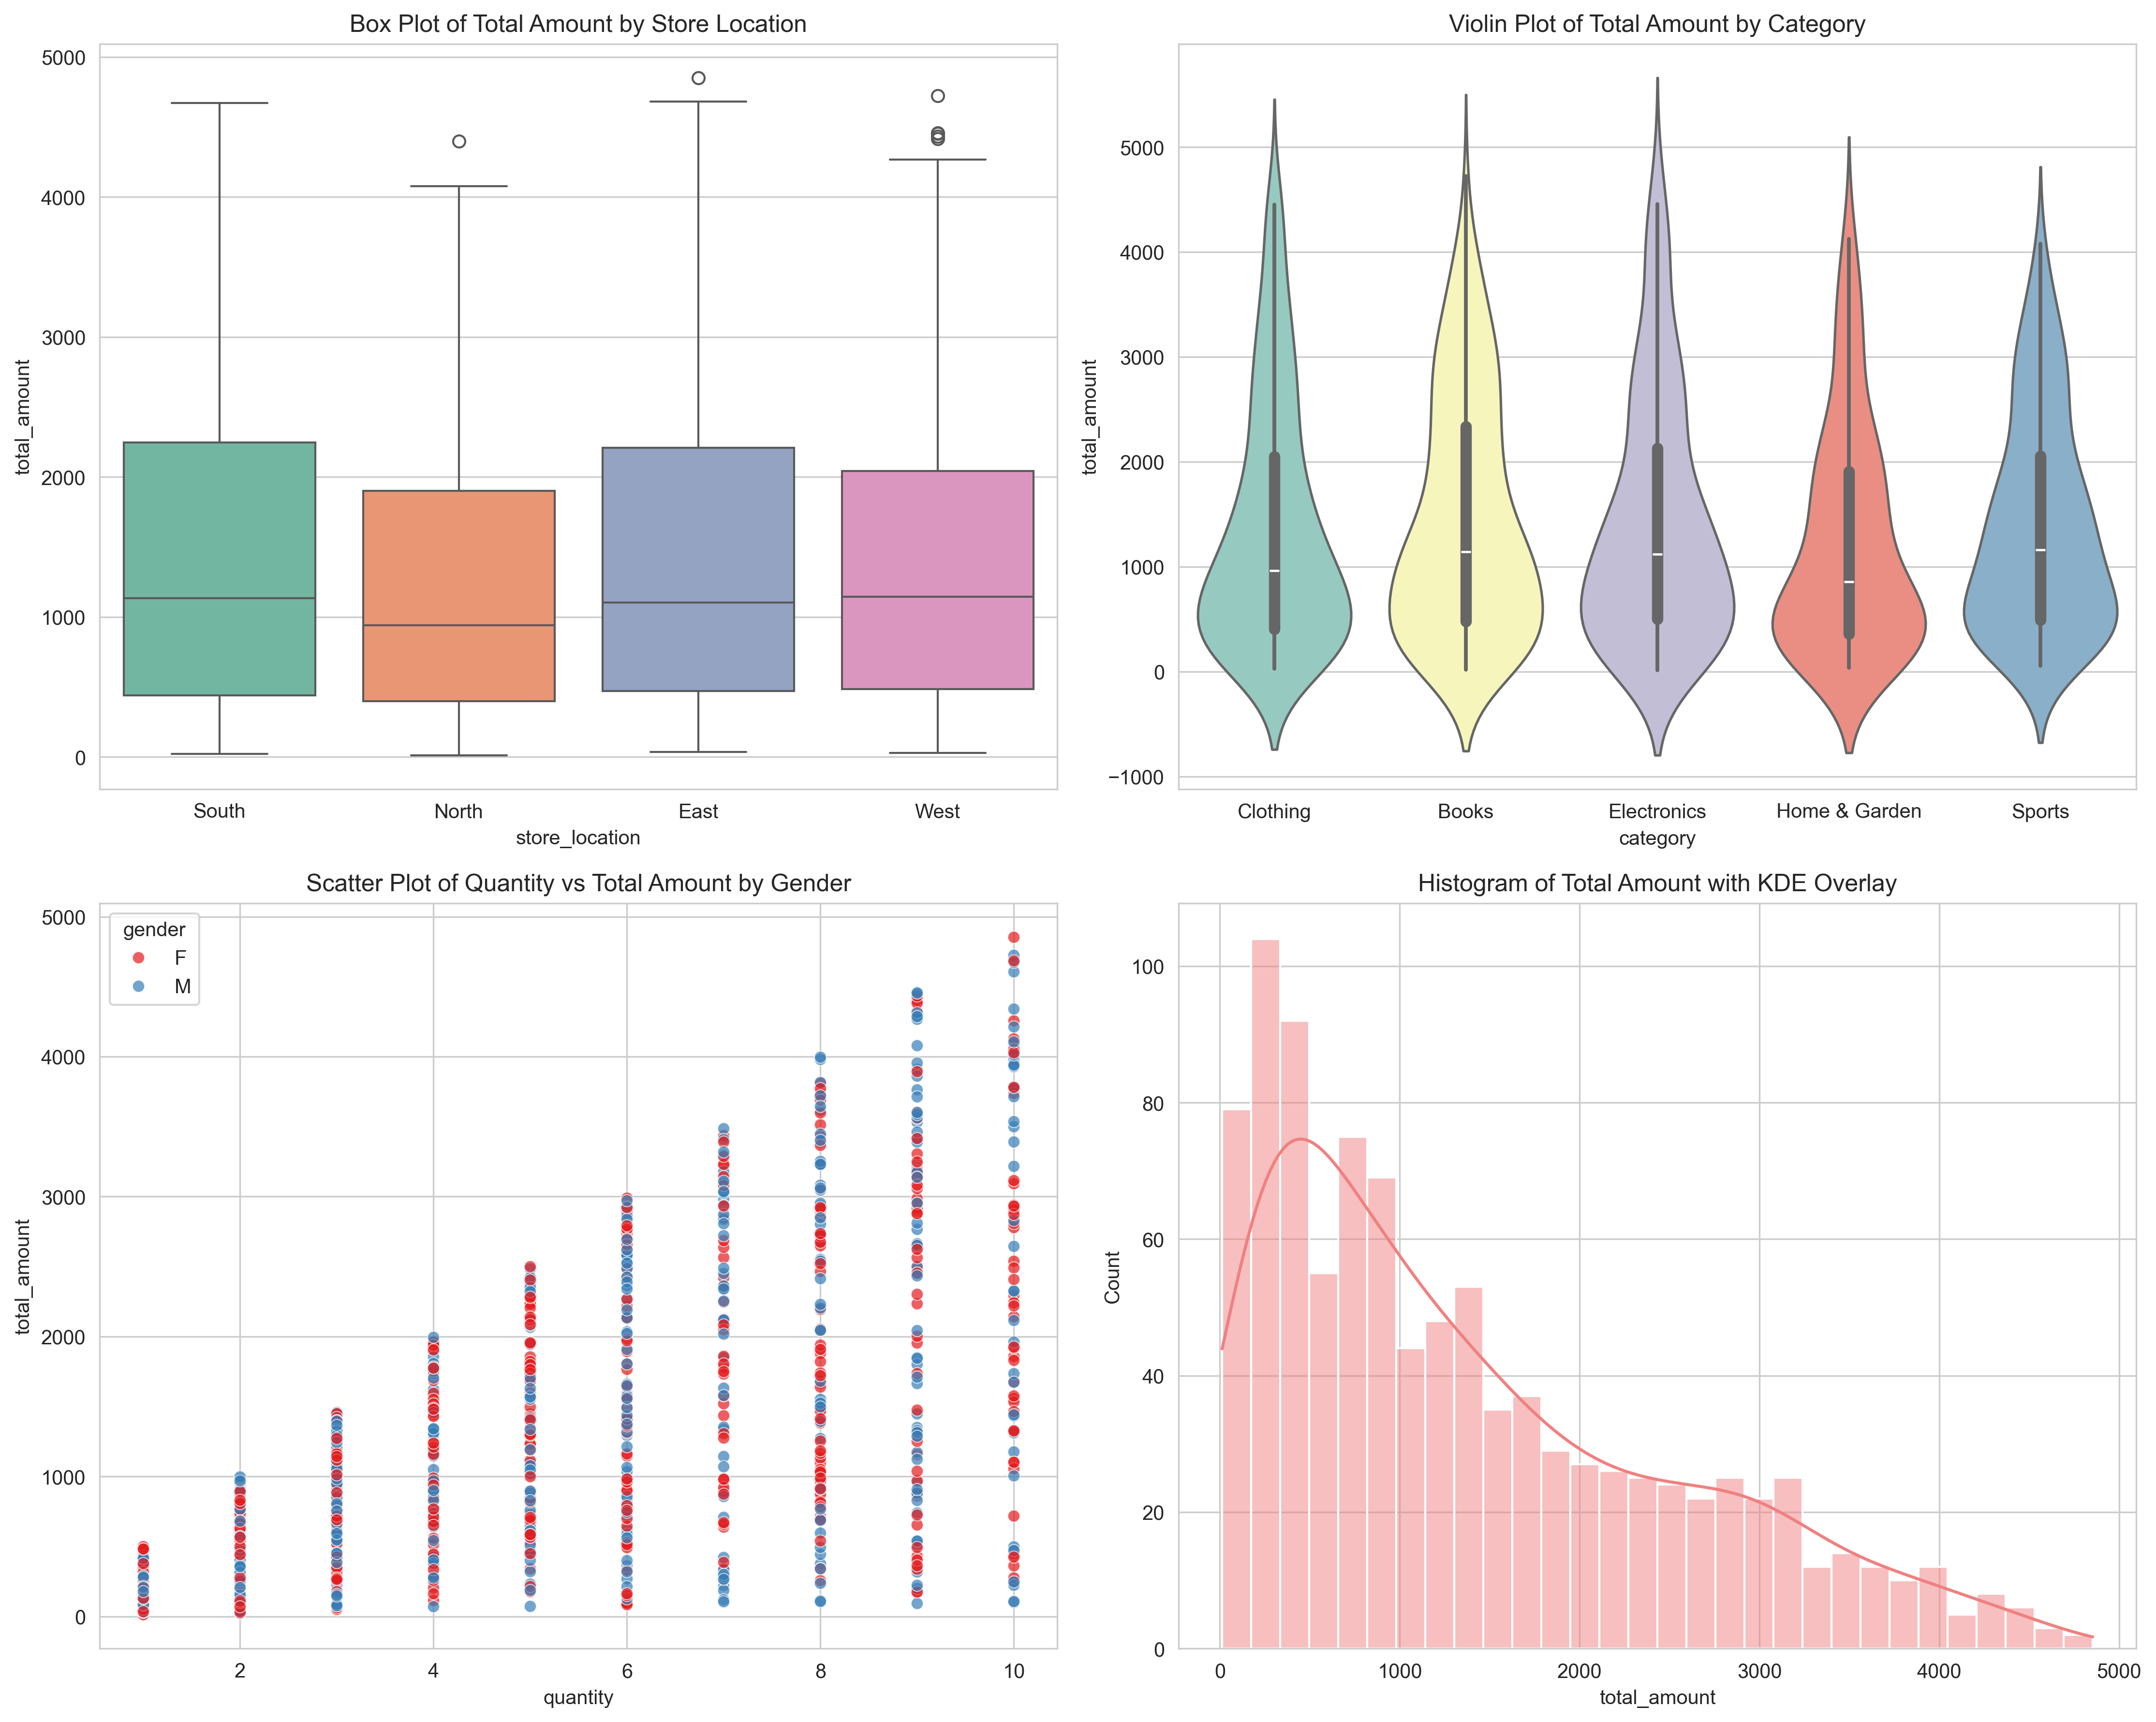 Box Plot of Total Amount by Store Location
5000
4000
3000
2000
1000
0
total_amount
South North East West
store_location
Violin Plot of Total Amount by Category
5000
4000
3000
2000
1000
0
−1000
total_amount
Clothing Books Electronics Home & Garden Sports
category
Scatter Plot of Quantity vs Total Amount by Gender
gender
F
M
5000
4000
3000
2000
1000
0
total_amount
2 4 6 8 10
quantity
Histogram of Total Amount with KDE Overlay
100
80
60
40
20
0
Count
0 1000 2000 3000 4000 5000
total_amount